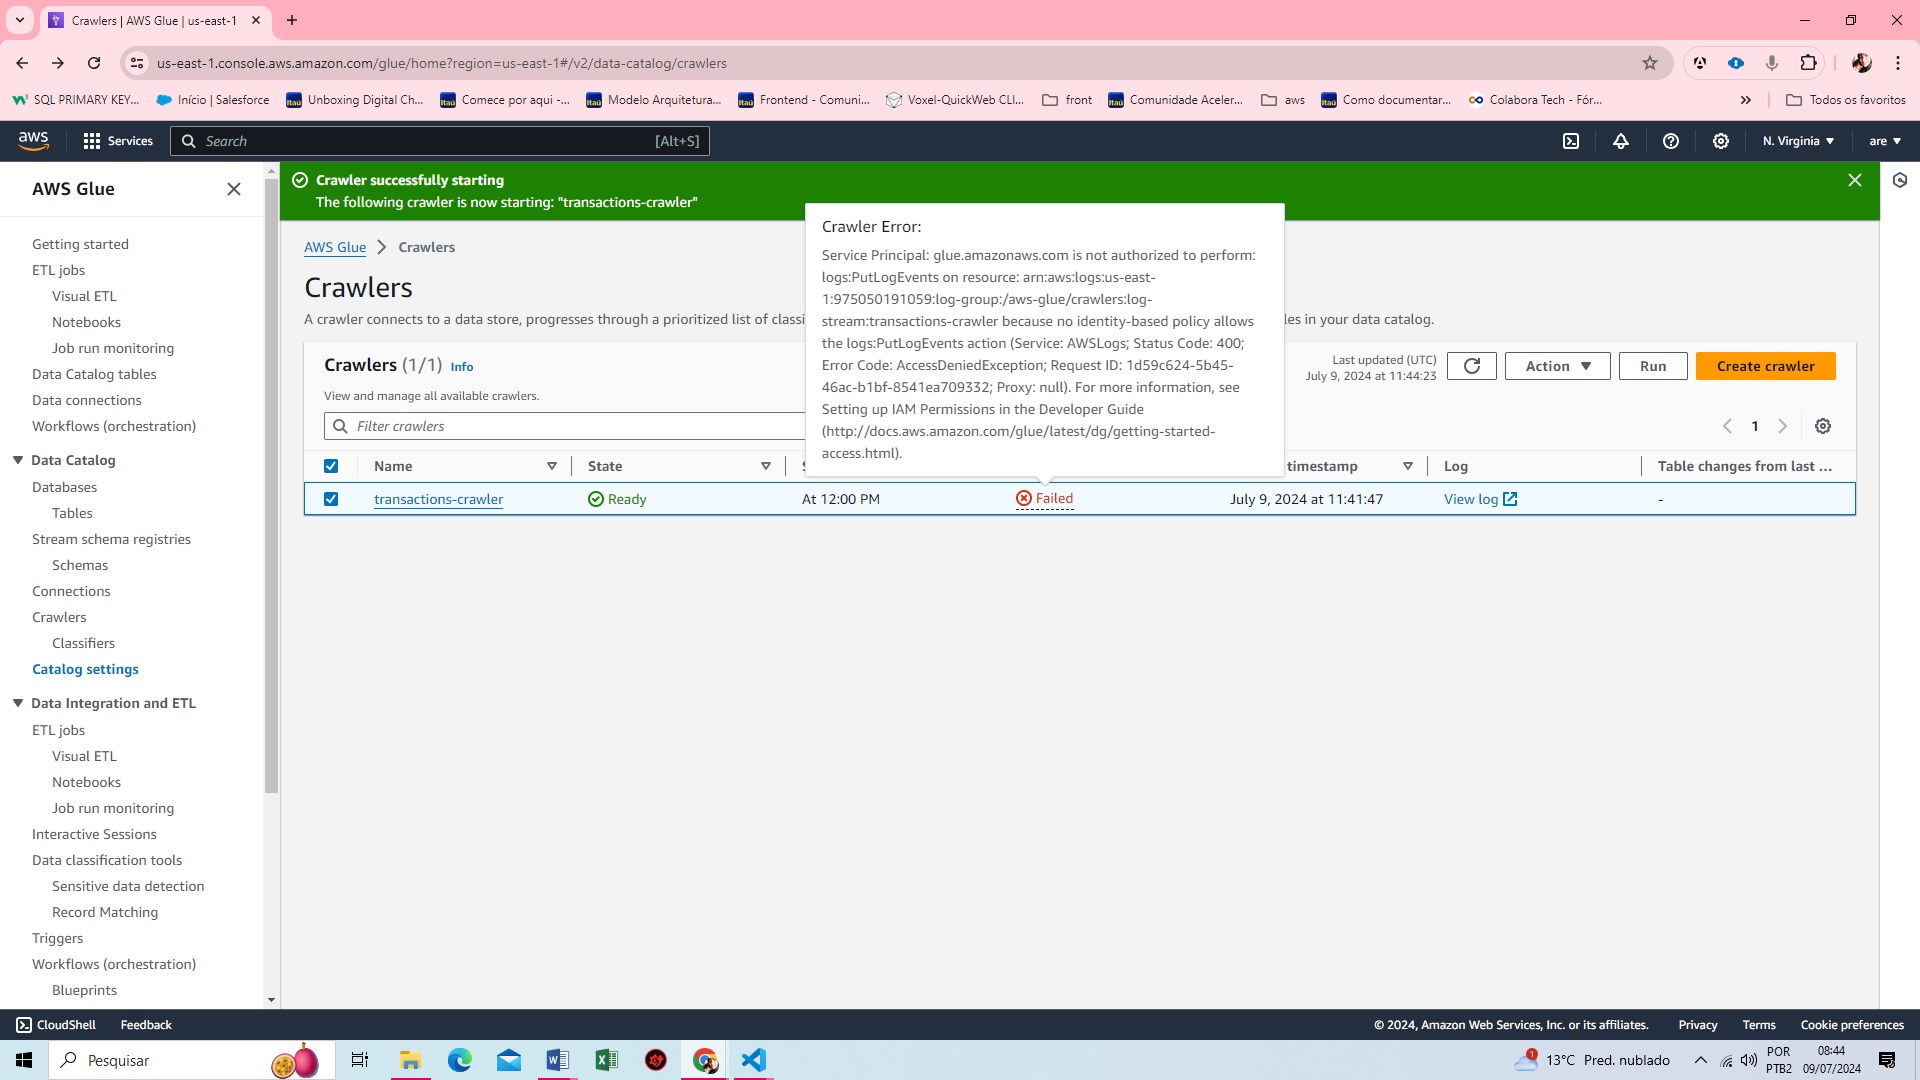 Crawlers | AWS Glue | us-east-1
us-east-1.console.aws.amazon.com/glue/home?region=us-east-1#/v2/data-catalog/crawlers
SQL PRIMARY KEY... Início | Salesforce Unboxing Digital Ch... Comece por aqui -... Modelo Arquitetura... Frontend - Comuni... Voxel-QuickWeb CLI... front Comunidade Aceler... aws Como documentar... Colabora Tech - Fór... Todos os favoritos
aws Services Search [Alt+S] N. Virginia are
AWS Glue
Getting started
ETL jobs
Visual ETL
Notebooks
Job run monitoring
Data Catalog tables
Data connections
Workflows (orchestration)
Data Catalog
Databases
Tables
Stream schema registries
Schemas
Connections
Crawlers
Classifiers
Catalog settings
Data Integration and ETL
ETL jobs
Visual ETL
Notebooks
Job run monitoring
Interactive Sessions
Data classification tools
Sensitive data detection
Record Matching
Triggers
Workflows (orchestration)
Blueprints
Crawler successfully starting
The following crawler is now starting: "transactions-crawler"
AWS Glue Crawlers
Crawlers
A crawler connects to a data store, progresses through a prioritized list of classi les in your data catalog.
Crawler Error:
Service Principal: glue.amazonaws.com is not authorized to perform:
logs:PutLogEvents on resource: arn:aws:logs:us-east-
1:975050191059:log-group:/aws-glue/crawlers:log-
stream:transactions-crawler because no identity-based policy allows
the logs:PutLogEvents action (Service: AWSLogs; Status Code: 400;
Error Code: AccessDeniedException; Request ID: 1d59c624-5b45-
46ac-b1bf-8541ea709332; Proxy: null). For more information, see
Setting up IAM Permissions in the Developer Guide
(http://docs.aws.amazon.com/glue/latest/dg/getting-started-
access.html).
Crawlers (1/1) Info
View and manage all available crawlers.
Last updated (UTC)
July 9, 2024 at 11:44:23
Action Run Create crawler
Filter crawlers
1
Name State S timestamp Log Table changes from last ...
transactions-crawler Ready At 12:00 PM Failed July 9, 2024 at 11:41:47 View log -
CloudShell Feedback © 2024, Amazon Web Services, Inc. or its affiliates. Privacy Terms Cookie preferences
Pesquisar
1
13°C Pred. nublado
POR
PTB2
08:44
09/07/2024